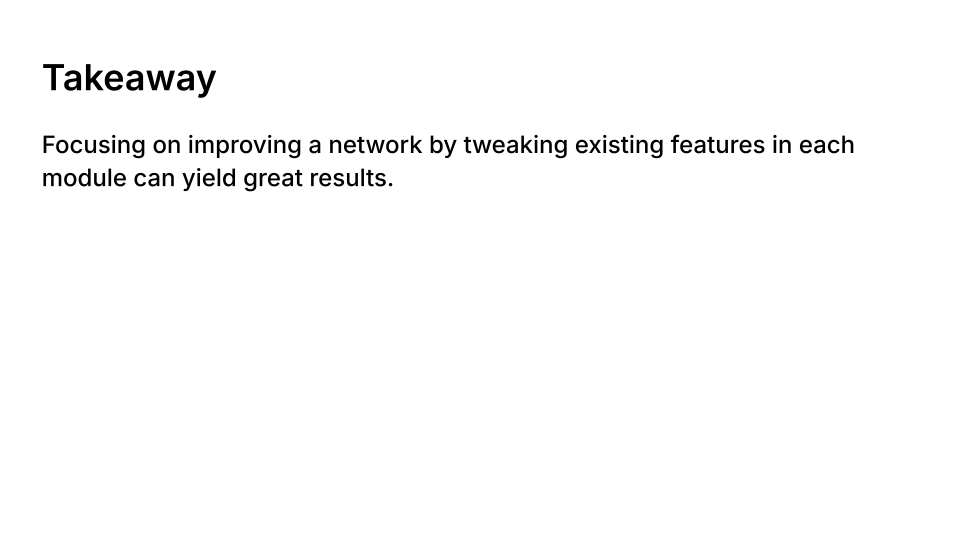 Takeaway
Focusing on improving a network by tweaking existing features in each
module can yield great results.